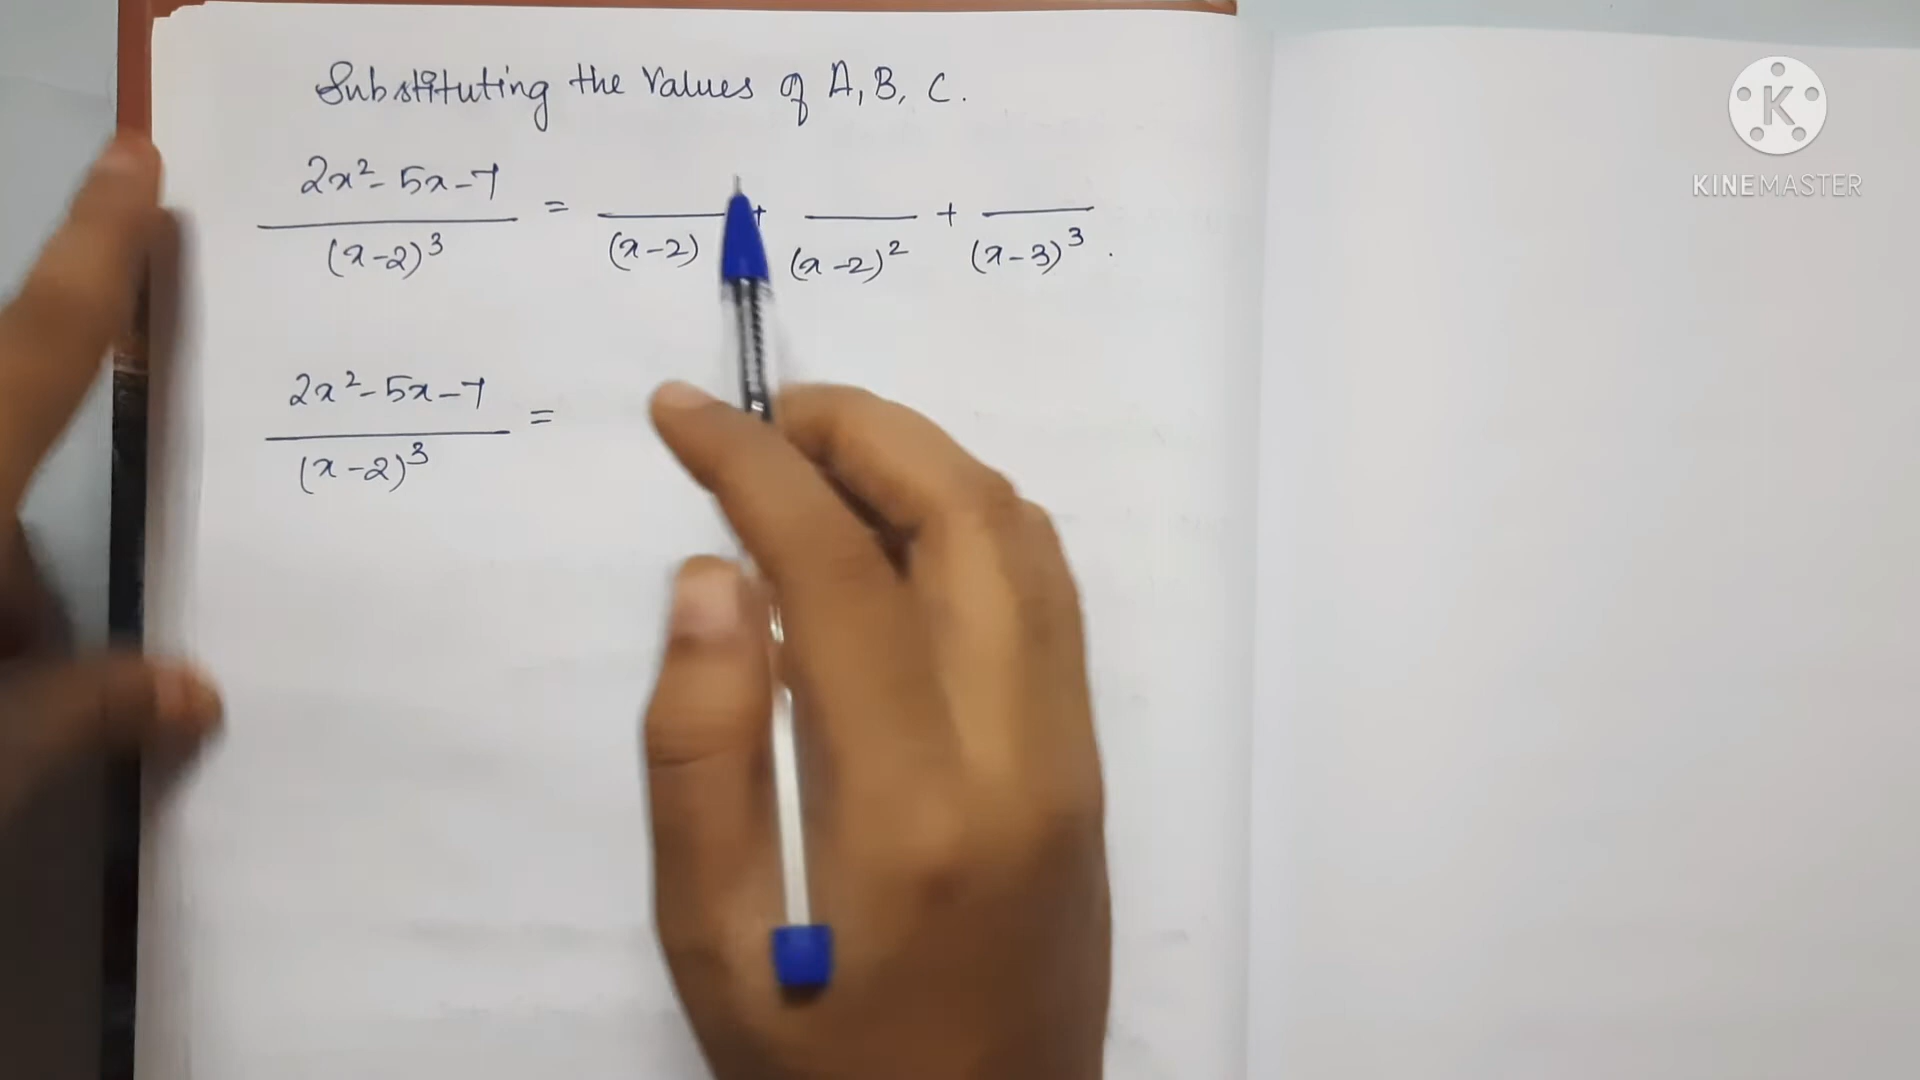 Substituting the values of A, B, C.
2x² - 5x - 7 / (x-2)³ = / (x-2) + / (x-2)² + / (x-3)³.
2x² - 5x - 7 / (x-2)³ =
K
KINEMASTER